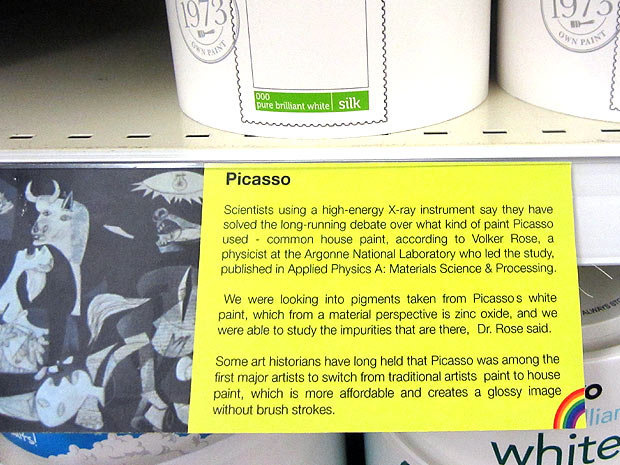 1973
OWN PAINT
1973
OWN PAINT
000
pure brilliant white silk
Picasso
Scientists using a high-energy X-ray instrument say they have
solved the long-running debate over what kind of paint Picasso
used - common house paint, according to Volker Rose, a
physicist at the Argonne National Laboratory who led the study,
published in Applied Physics A: Materials Science & Processing.
We were looking into pigments taken from Picasso s white
paint, which from a material perspective is zinc oxide, and we
were able to study the impurities that are there, Dr. Rose said.
Some art historians have long held that Picasso was among the
first major artists to switch from traditional artists paint to house
paint, which is more affordable and creates a glossy image
without brush strokes.
ALWAYS
white